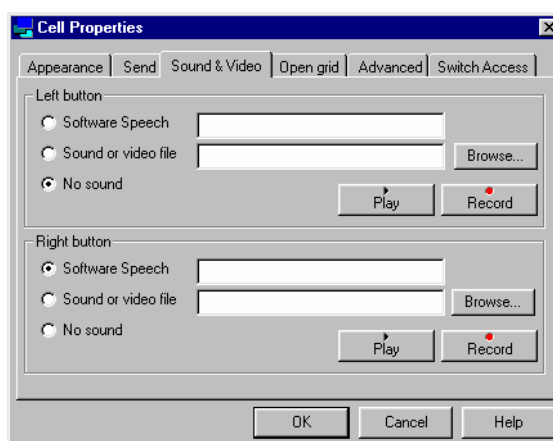 Cell Properties
Appearance Send Sound & Video Open grid Advanced Switch Access
Left button
Software Speech
Sound or video file Browse...
No sound
Play Record
Right button
Software Speech
Sound or video file Browse...
No sound
Play Record
OK Cancel Help